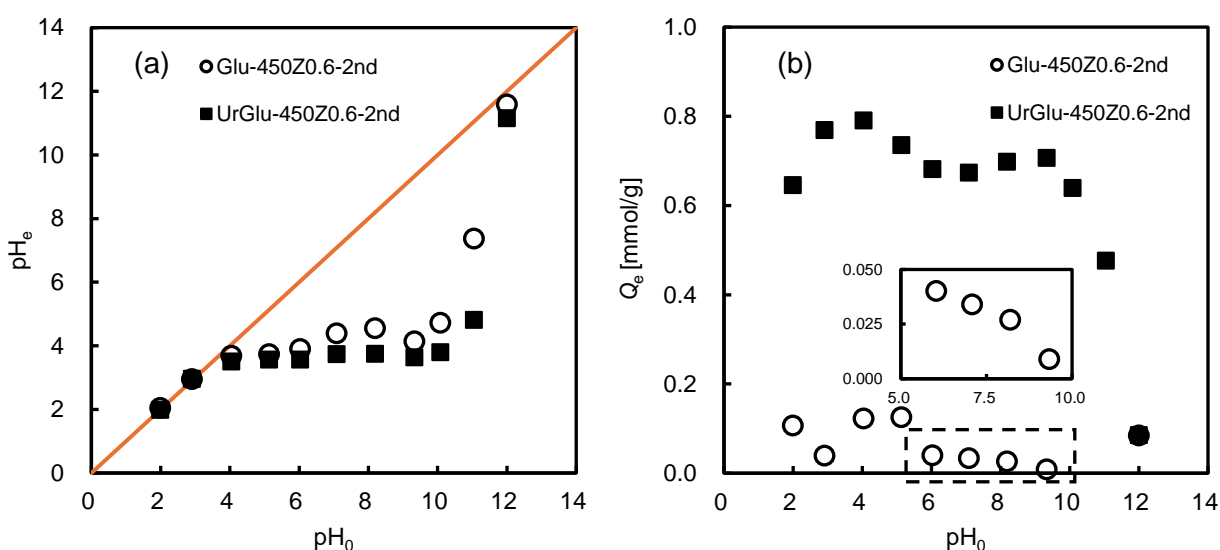 (a)
Glu-450Z0.6-2nd
UrGlu-450Z0.6-2nd
14
12
10
8
6
4
2
0
pHe
0 2 4 6 8 10 12 14
pH0
(b)
Glu-450Z0.6-2nd
UrGlu-450Z0.6-2nd
1.0
0.8
0.6
0.4
0.2
0.0
Qe [mmol/g]
0.050
0.025
0.000
5.0 7.5 10.0
0 2 4 6 8 10 12 14
pH0